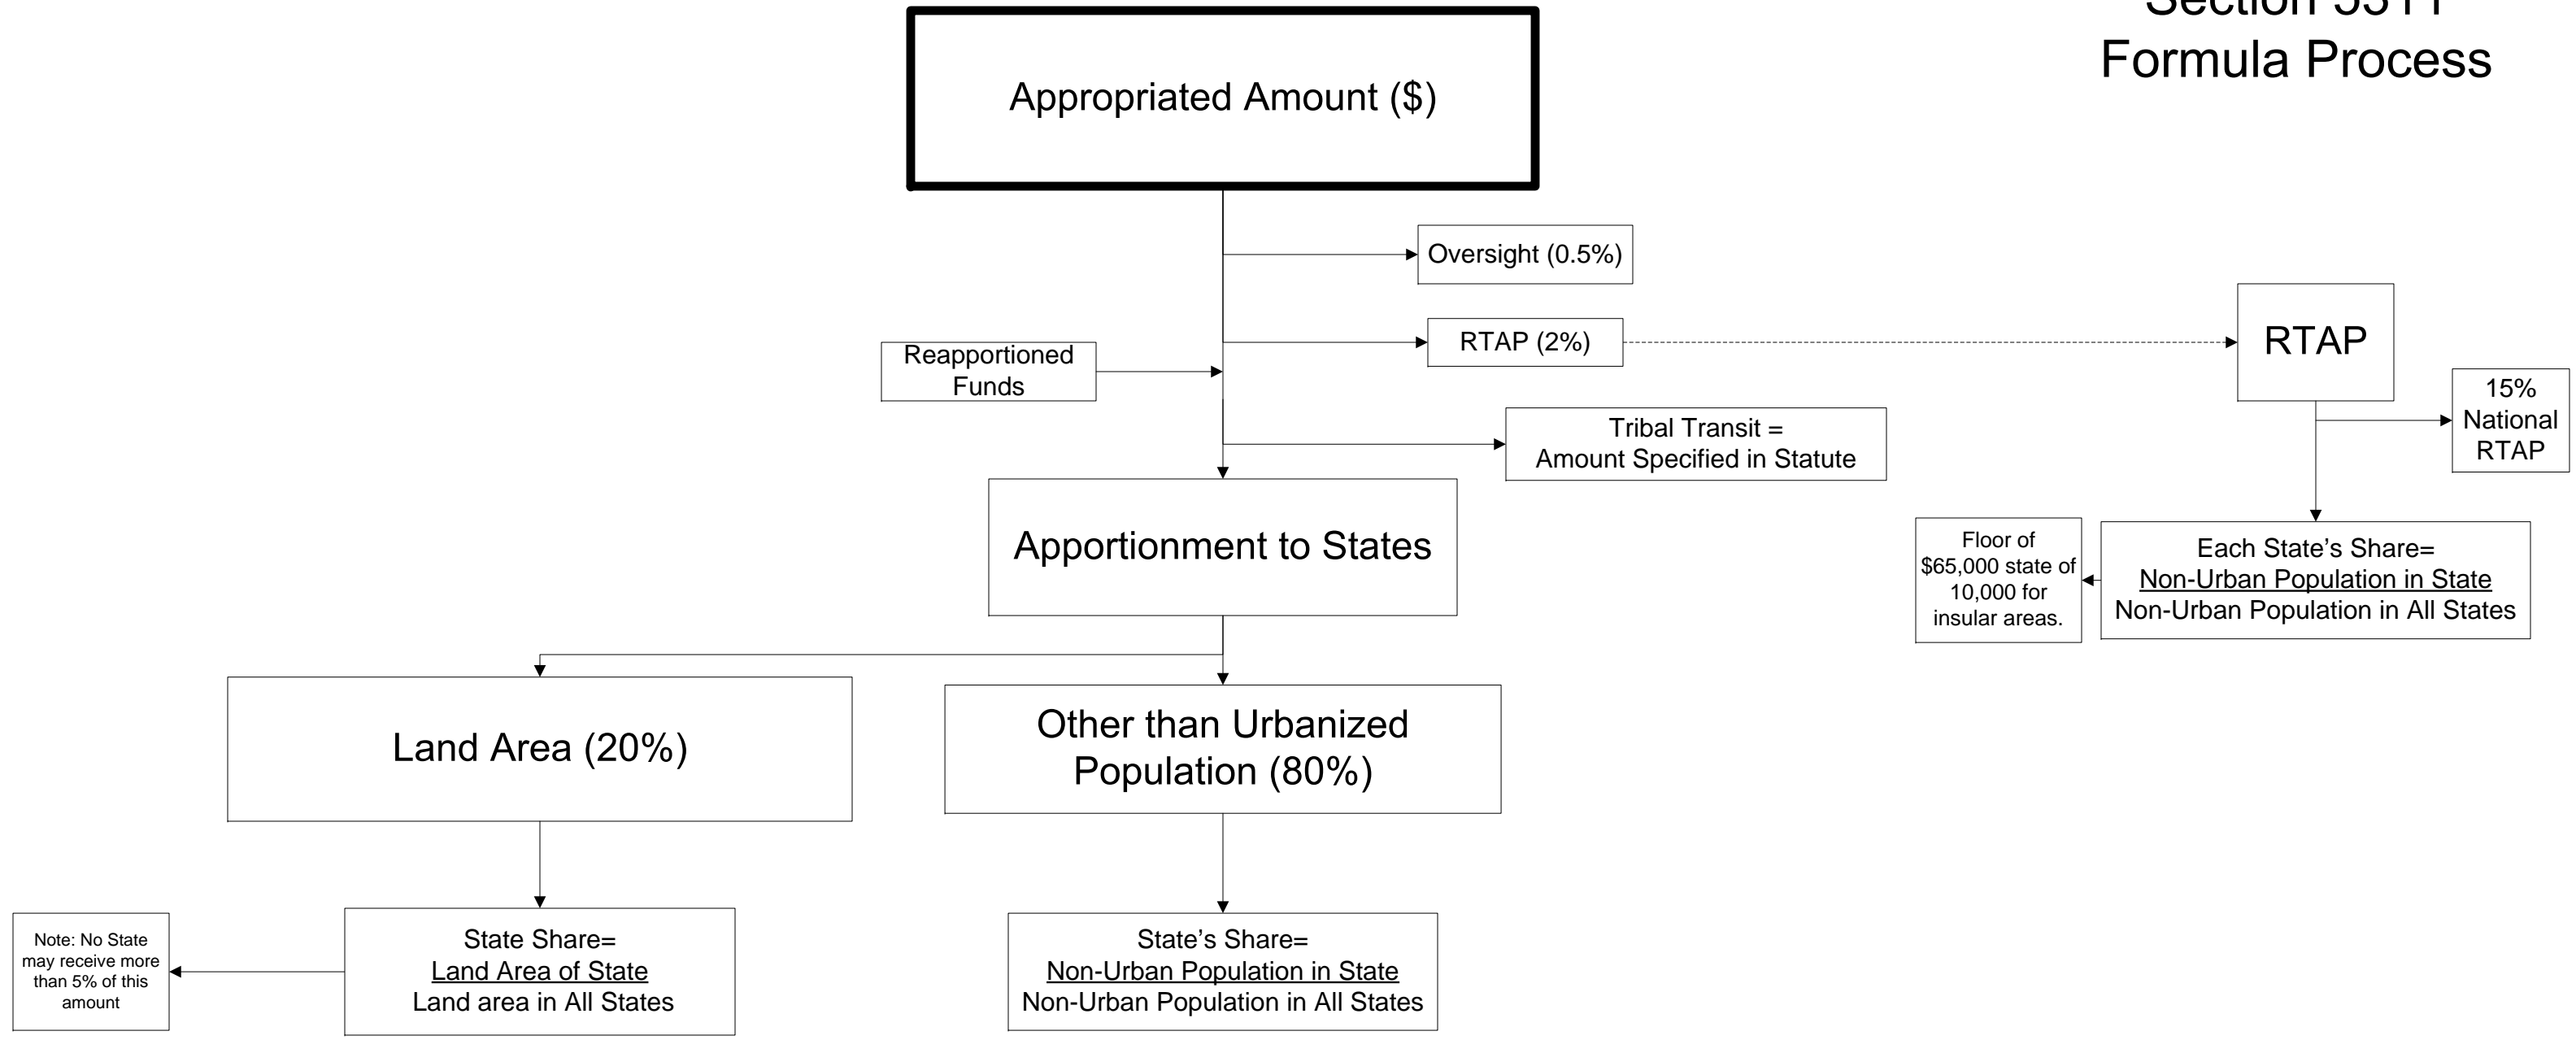 Section 5311
Formula Process
Appropriated Amount ($)
Oversight (0.5%)
RTAP (2%)
RTAP
Reapportioned
Funds
15%
National
RTAP
Tribal Transit =
Amount Specified in Statute
Apportionment to States
Floor of
$65,000 state of
10,000 for
insular areas.
Each State’s Share=
Non-Urban Population in State
Non-Urban Population in All States
Land Area (20%)
Other than Urbanized
Population (80%)
Note: No State
may receive more
than 5% of this
amount
State Share=
Land Area of State
Land area in All States
State’s Share=
Non-Urban Population in State
Non-Urban Population in All States